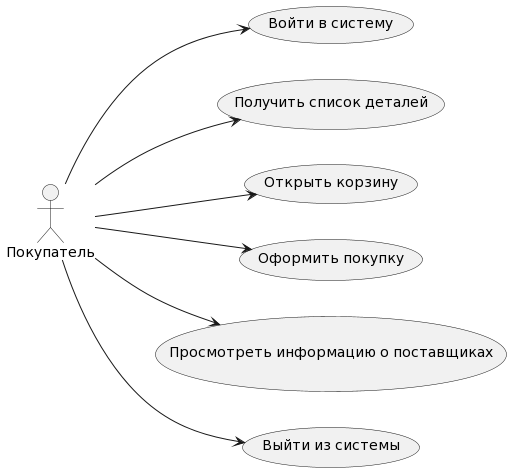 Войти в систему
Получить список деталей
Открыть корзину
Покупатель
Оформить покупку
Просмотреть информацию о поставщиках
Выйти из системы